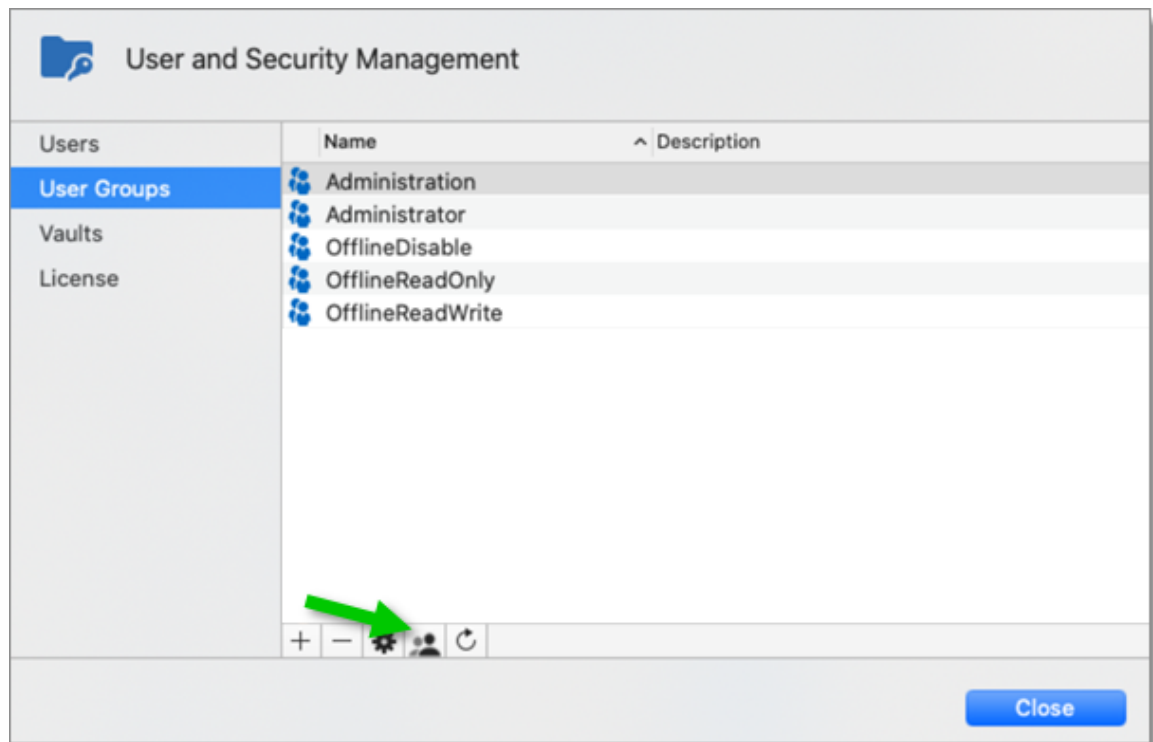 User and Security Management
Users
User Groups
Vaults
License
Name Description
Administration
Administrator
OfflineDisable
OfflineReadOnly
OfflineReadWrite
Close